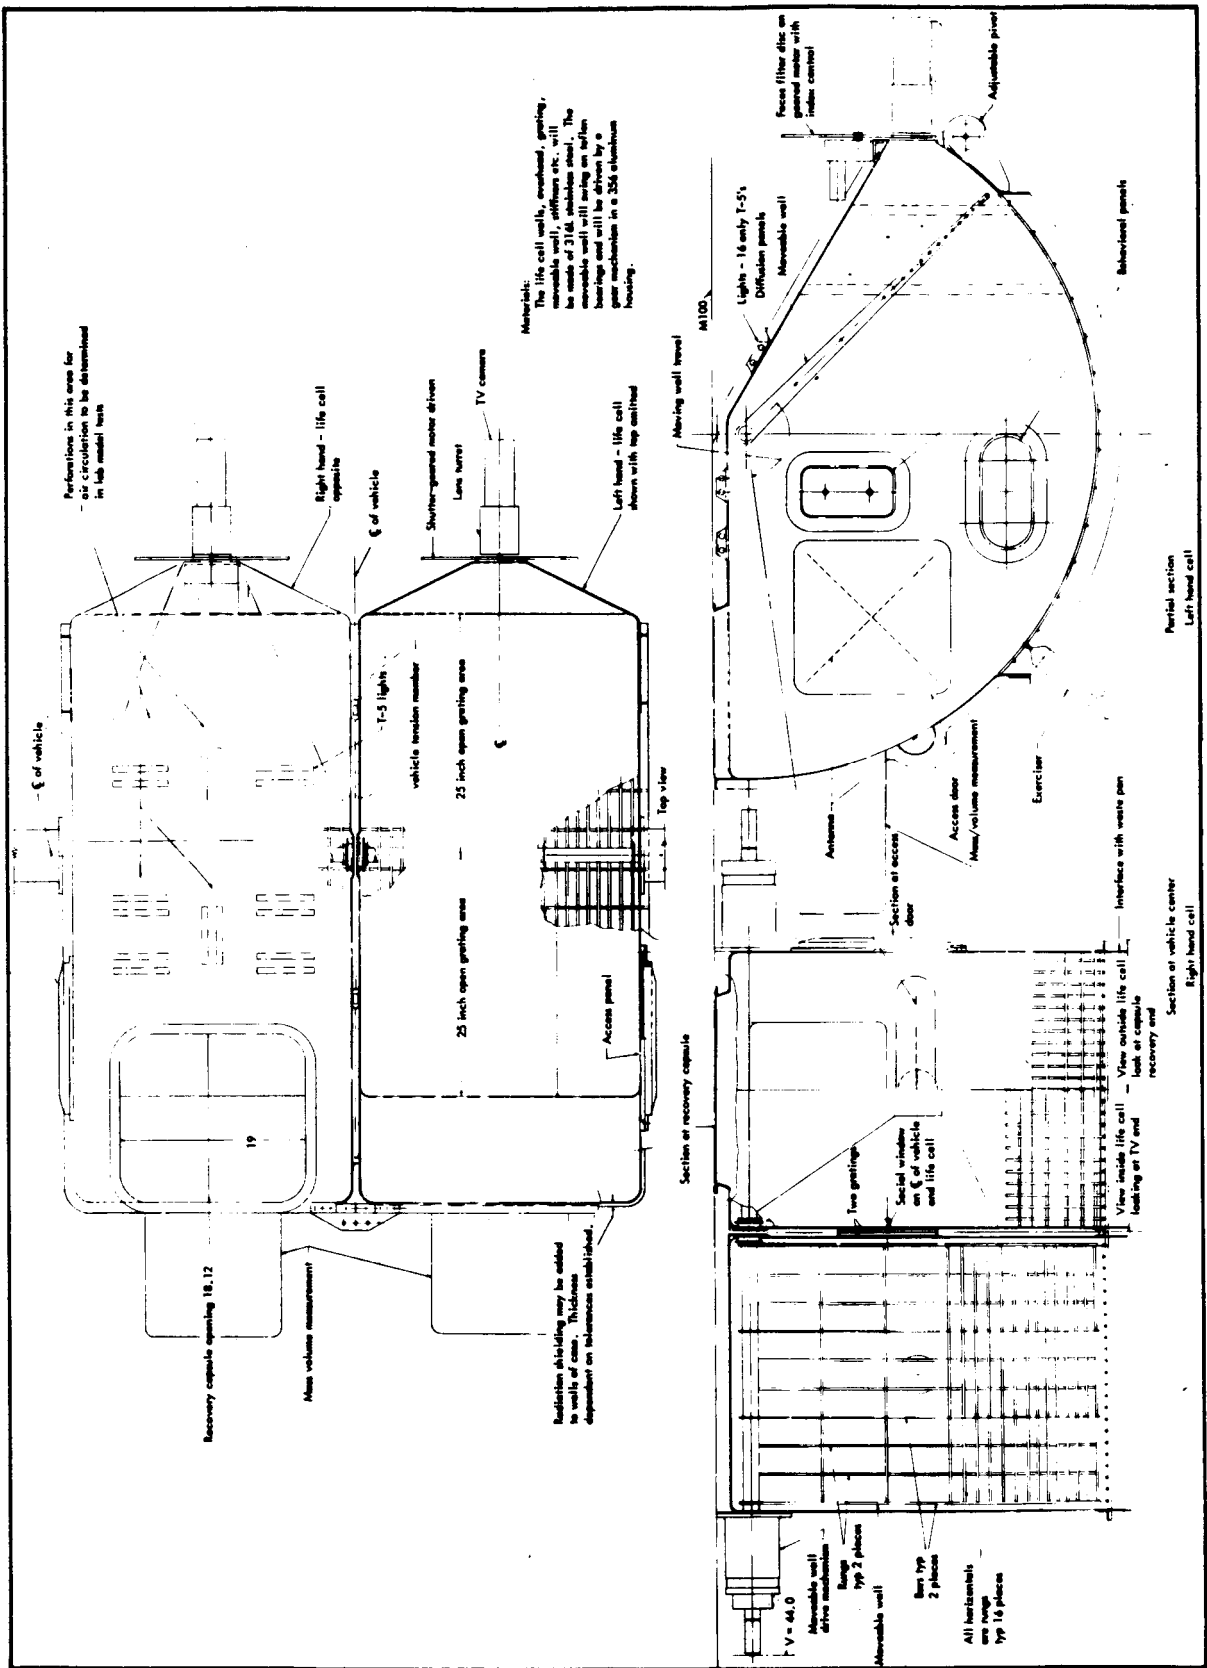 Perforations in this area for
air circulation to be determined
in lab model tests
℄ of vehicle
Right hand - life cell
opposite
℄ of vehicle
Shutter-geared motor driven
Lens turret
TV camera
Left hand - life cell
shown with top omitted
Materials:
The life cell walls, overhead, grating,
moveable wall, stiffners etc. will
be made of 316L stainless steel. The
moveable wall will swing on teflon
bearings and will be driven by a
gear mechanism in a 356 aluminum
housing.
T-5 lights
vehicle tension member
25 inch open grating area
℄
25 inch open grating area
Top view
Access panel
19
Recovery capsule opening 18.12
Mass volume measurement
Radiation shielding may be added
to walls of case. Thickness
dependent on tolerances established.
Focus filter disc on
geared motor with
index control
Adjustable pivot
M100
Lights - 16 only T-5's
Diffusion panels
Moveable wall
Moving wall travel
Behavioral panels
Partial section
Left hand cell
Antenna
Section at access
door
Access door
Mass/volume measurement
Exerciser
Interface with waste pan
Section at vehicle center
Right hand cell
Section at recovery capsule
Two gratings
Social window
on ℄ of vehicle
and life cell
View outside life cell
look at capsule
recovery end
View inside life cell
looking at TV end
V = 44.0
Moveable wall
drive mechanism
Rungs
typ 2 places
Moveable wall
Bars typ
2 places
All horizontals
are rungs
typ 16 places